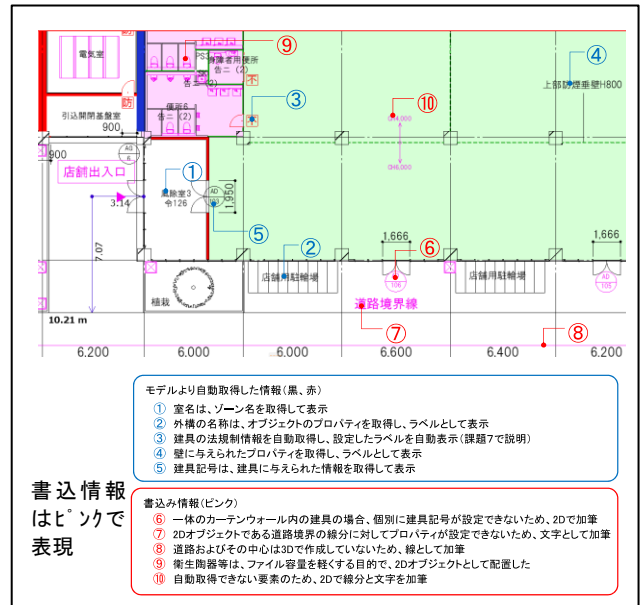 電気室
防
PS3
身障者用便所
告ニ (2)
⑨
④
上部防煙垂壁H800
告ニ (2)
不
引込開閉基盤室
防
便所6
告ニ (2)
③
⑩
CH4,000
CH6,000
900
900
AG
6
店舗出入口
①
風除室3
令126
AD
103
1,950
3.14
⑤
7.07
②
1,666
⑥
1,666
店舗用駐輪場
AD
106
店舗用駐輪場
AD
105
植栽
道路境界線
10.21 m
⑦
⑧
6.200
6.000
6.000
6.600
6.400
6.200
モデルより自動取得した情報(黒、赤)
① 室名は、ゾーン名を取得して表示
② 外構の名称は、オブジェクトのプロパティを取得し、ラベルとして表示
③ 建具の法規制情報を自動取得し、設定したラベルを自動表示(課題7で説明)
④ 壁に与えられたプロパティを取得し、ラベルとして表示
⑤ 建具記号は、建具に与えられた情報を取得して表示
書込情報
はピンクで
表現
書込み情報(ピンク)
⑥ 一体のカーテンウォール内の建具の場合、個別に建具記号が設定できないため、2Dで加筆
⑦ 2Dオブジェクトである道路境界の線分に対してプロパティが設定できないため、文字として加筆
⑧ 道路およびその中心は3Dで作成していないため、線として加筆
⑨ 衛生陶器等は、ファイル容量を軽くする目的で、2Dオブジェクトとして配置した
⑩ 自動取得できない要素のため、2Dで線分と文字を加筆